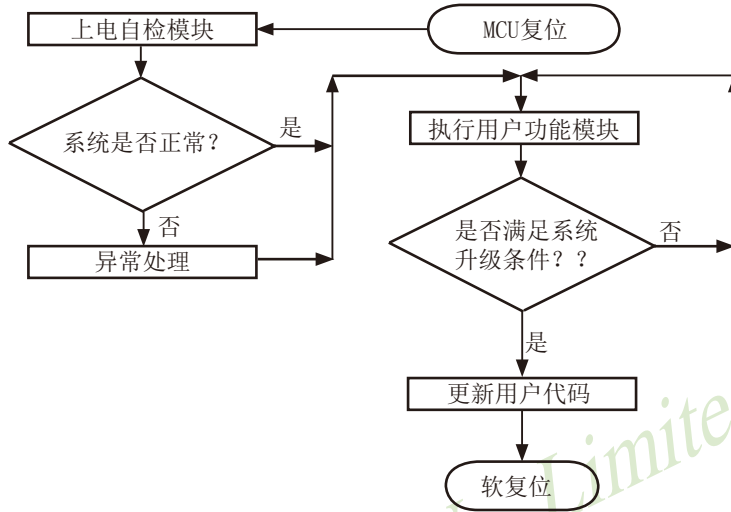 MCU复位
上电自检模块
系统是否正常?
是
否
异常处理
执行用户功能模块
是否满足系统
升级条件??
否
是
更新用户代码
软复位
Limite